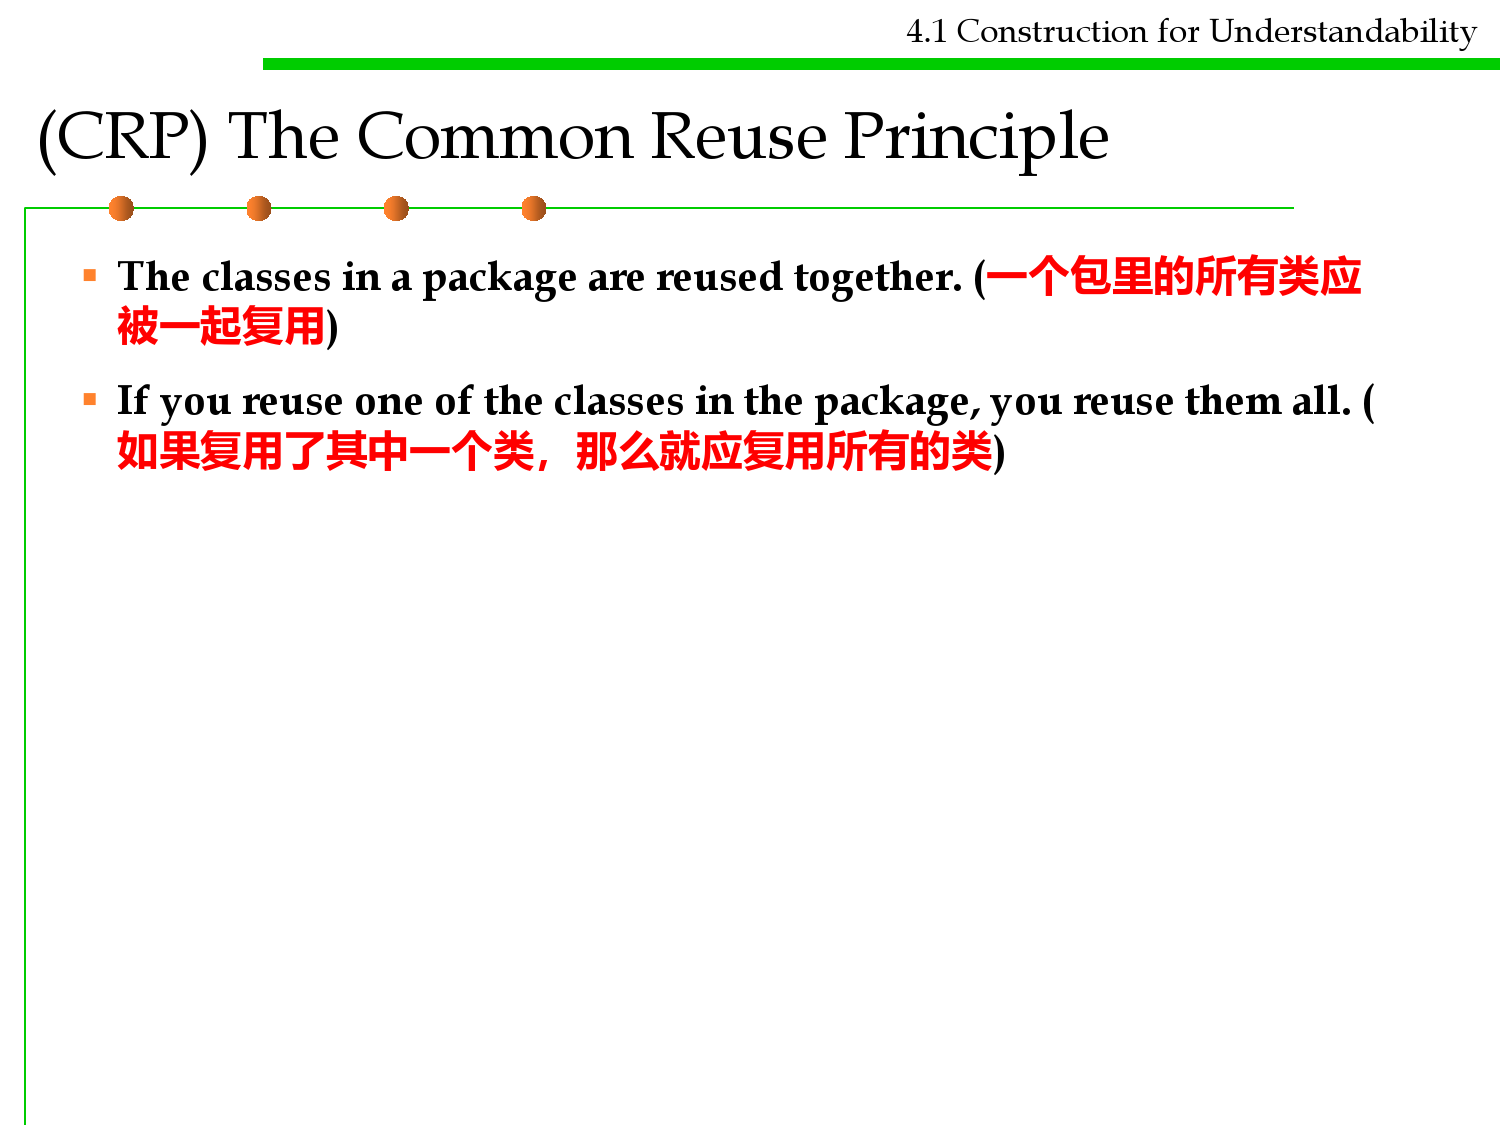 4.1 Construction for Understandability
(CRP) The Common Reuse Principle
▪ The classes in a package are reused together. (一个包里的所有类应
被一起复用)
▪ If you reuse one of the classes in the package, you reuse them all. (
如果复用了其中一个类，那么就应复用所有的类)